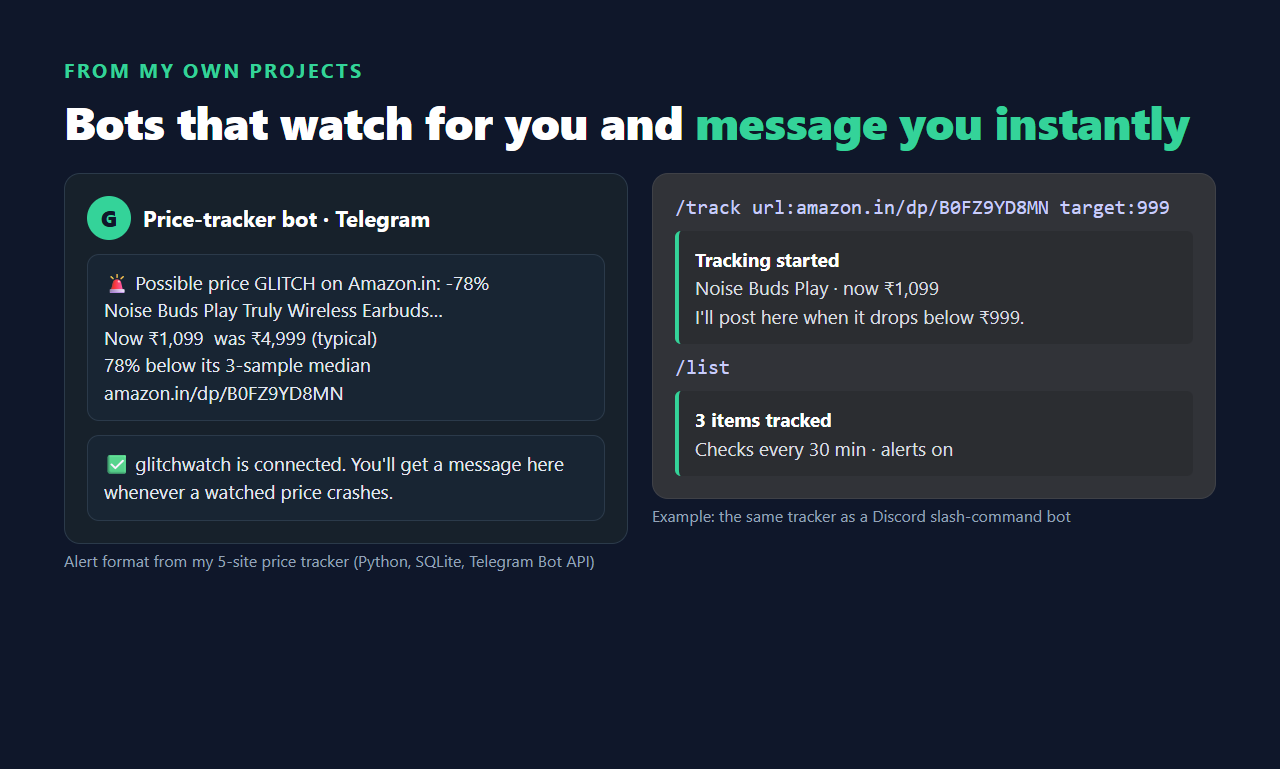 FROM MY OWN PROJECTS
Bots that watch for you and message you instantly
G
Price-tracker bot · Telegram
🚨 Possible price GLITCH on Amazon.in: -78%
Noise Buds Play Truly Wireless Earbuds...
Now ₹1,099 was ₹4,999 (typical)
78% below its 3-sample median
amazon.in/dp/B0FZ9YD8MN
✅ glitchwatch is connected. You'll get a message here
whenever a watched price crashes.
Alert format from my 5-site price tracker (Python, SQLite, Telegram Bot API)
/track url:amazon.in/dp/B0FZ9YD8MN target:999
Tracking started
Noise Buds Play · now ₹1,099
I'll post here when it drops below ₹999.
/list
3 items tracked
Checks every 30 min · alerts on
Example: the same tracker as a Discord slash-command bot